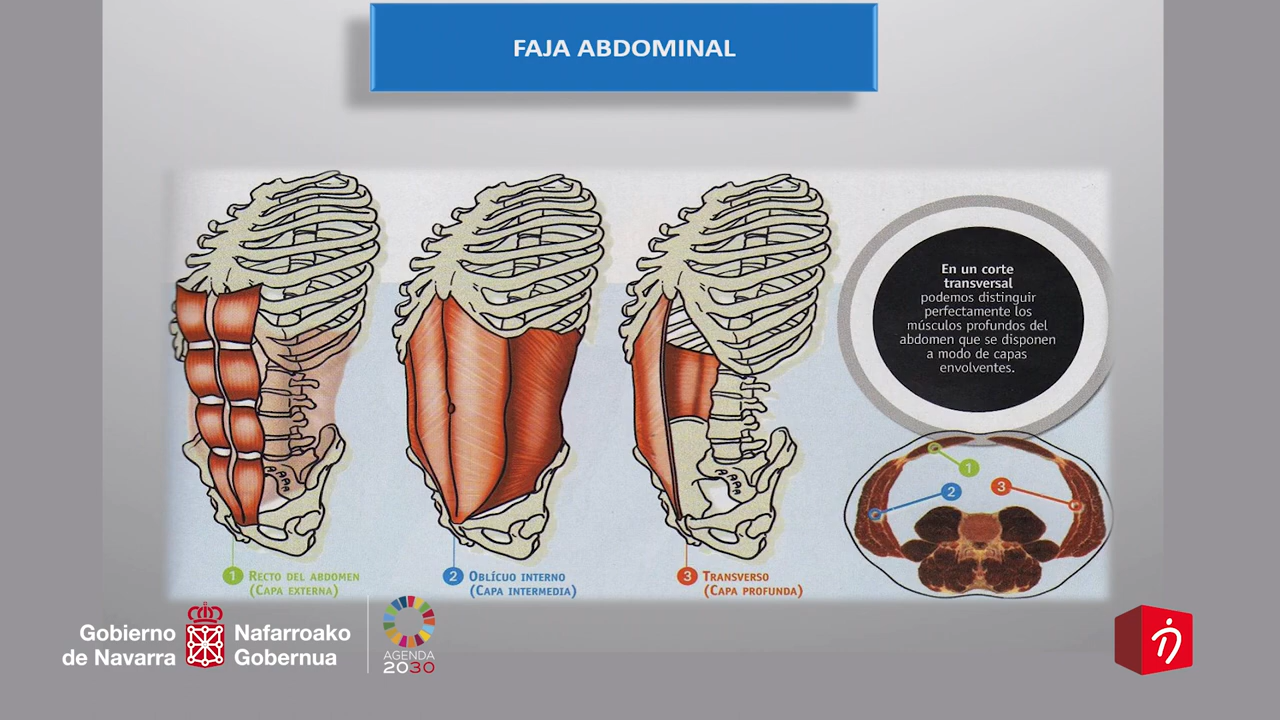 FAJA ABDOMINAL
En un corte
transversal
podemos distinguir
perfectamente los
músculos profundos del
abdomen que se disponen
a modo de capas
envolventes.
1
2
3
1 RECTO DEL ABDOMEN
(CAPA EXTERNA)
2 OBLÍCUO INTERNO
(CAPA INTERMEDIA)
3 TRANSVERSO
(CAPA PROFUNDA)
Gobierno
de Navarra
Nafarroako
Gobernua
AGENDA
2030